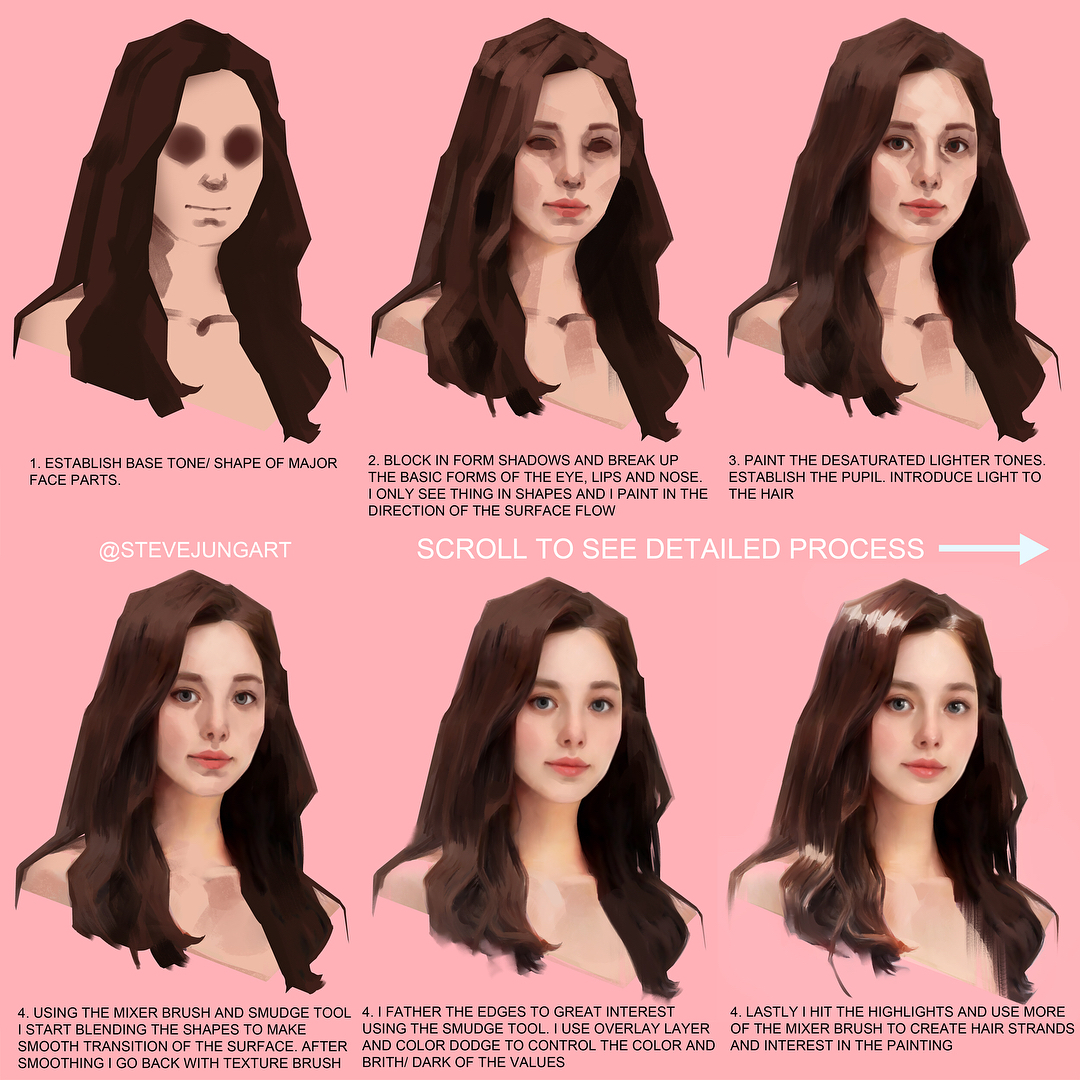 1. ESTABLISH BASE TONE/ SHAPE OF MAJOR
FACE PARTS.
2. BLOCK IN FORM SHADOWS AND BREAK UP
THE BASIC FORMS OF THE EYE, LIPS AND NOSE.
I ONLY SEE THING IN SHAPES AND I PAINT IN THE
DIRECTION OF THE SURFACE FLOW
3. PAINT THE DESATURATED LIGHTER TONES.
ESTABLISH THE PUPIL. INTRODUCE LIGHT TO
THE HAIR
@STEVEJUNGART
SCROLL TO SEE DETAILED PROCESS
4. USING THE MIXER BRUSH AND SMUDGE TOOL
I START BLENDING THE SHAPES TO MAKE
SMOOTH TRANSITION OF THE SURFACE. AFTER
SMOOTHING I GO BACK WITH TEXTURE BRUSH
4. I FATHER THE EDGES TO GREAT INTEREST
USING THE SMUDGE TOOL. I USE OVERLAY LAYER
AND COLOR DODGE TO CONTROL THE COLOR AND
BRITH/ DARK OF THE VALUES
4. LASTLY I HIT THE HIGHLIGHTS AND USE MORE
OF THE MIXER BRUSH TO CREATE HAIR STRANDS
AND INTEREST IN THE PAINTING